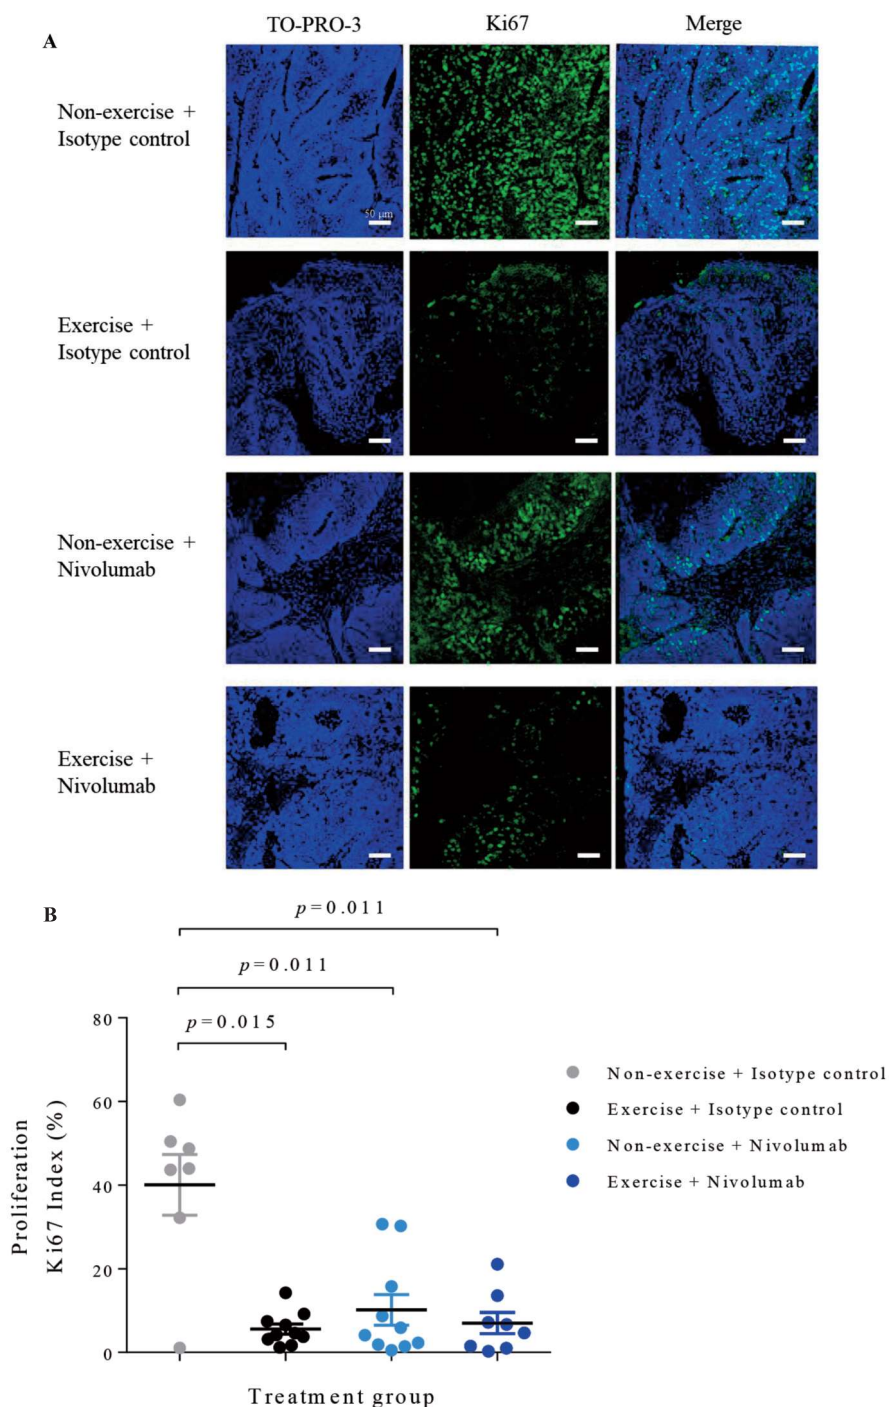 A
TO-PRO-3 Ki67 Merge
Non-exercise +
Isotype control
50 μm
Exercise +
Isotype control
Non-exercise +
Nivolumab
Exercise +
Nivolumab
B
p=0.011
p=0.011
p=0.015
80
60
40
20
0
Proliferation
Ki67 Index (%)
Treatment group
Non-exercise + Isotype control
Exercise + Isotype control
Non-exercise + Nivolumab
Exercise + Nivolumab